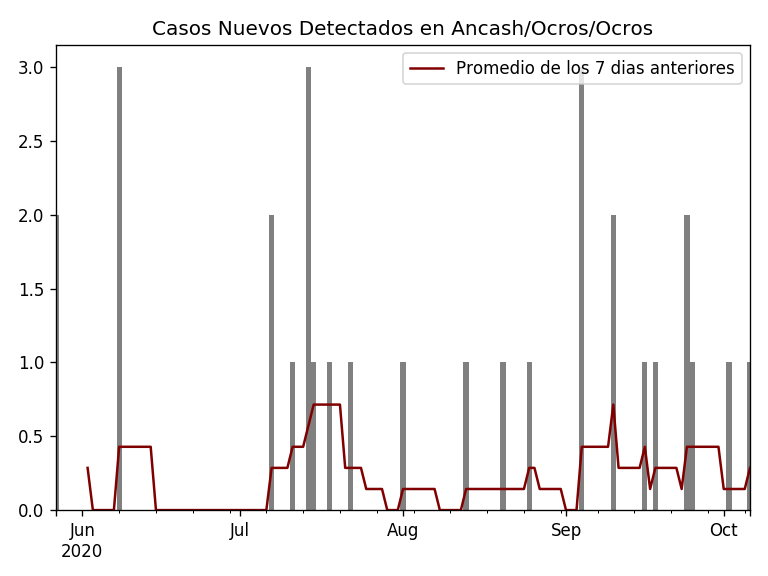 Casos Nuevos Detectados en Ancash/Ocros/Ocros
Promedio de los 7 dias anteriores
3.0
2.5
2.0
1.5
1.0
0.5
0.0
Jun Jul Aug Sep Oct
2020